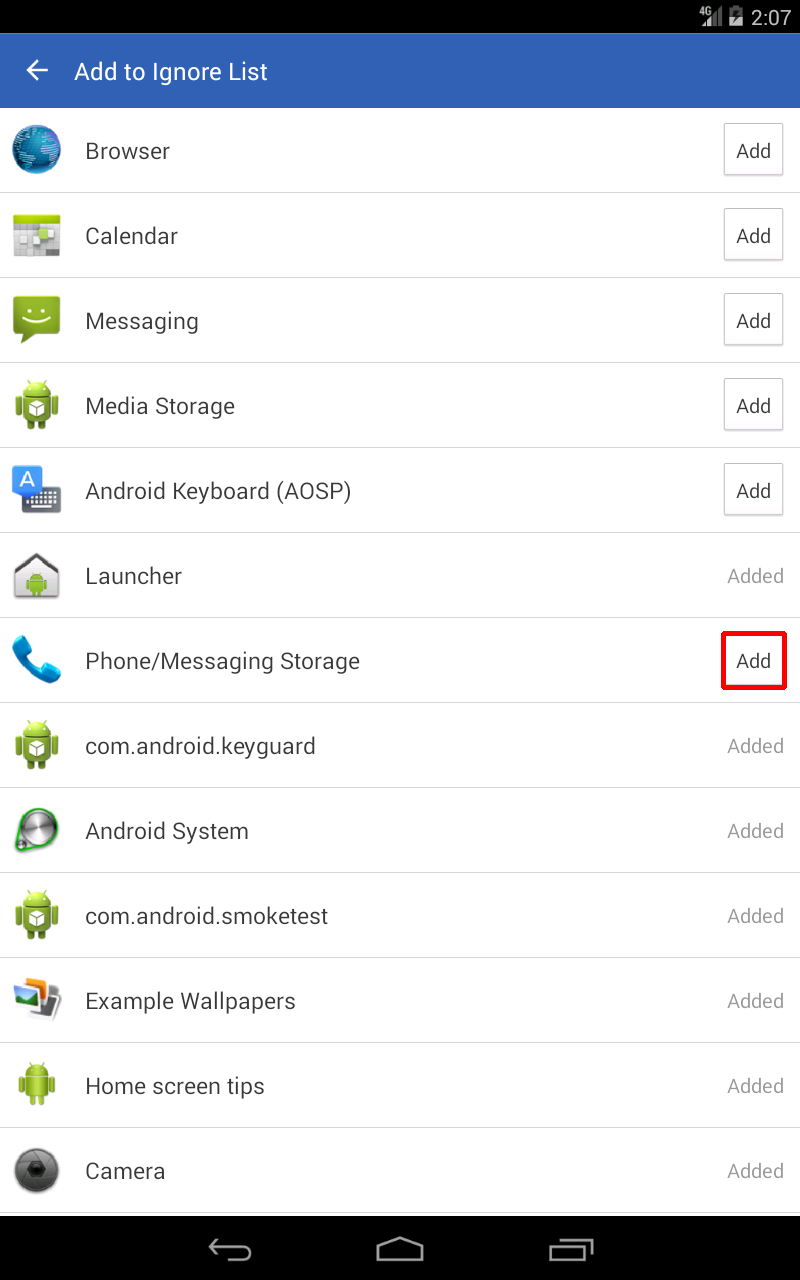 4G 2:07
Add to Ignore List
Browser Add
Calendar Add
Messaging Add
Media Storage Add
A Android Keyboard (AOSP) Add
Launcher Added
Phone/Messaging Storage Add
com.android.keyguard Added
Android System Added
com.android.smoketest Added
Example Wallpapers Added
Home screen tips Added
Camera Added